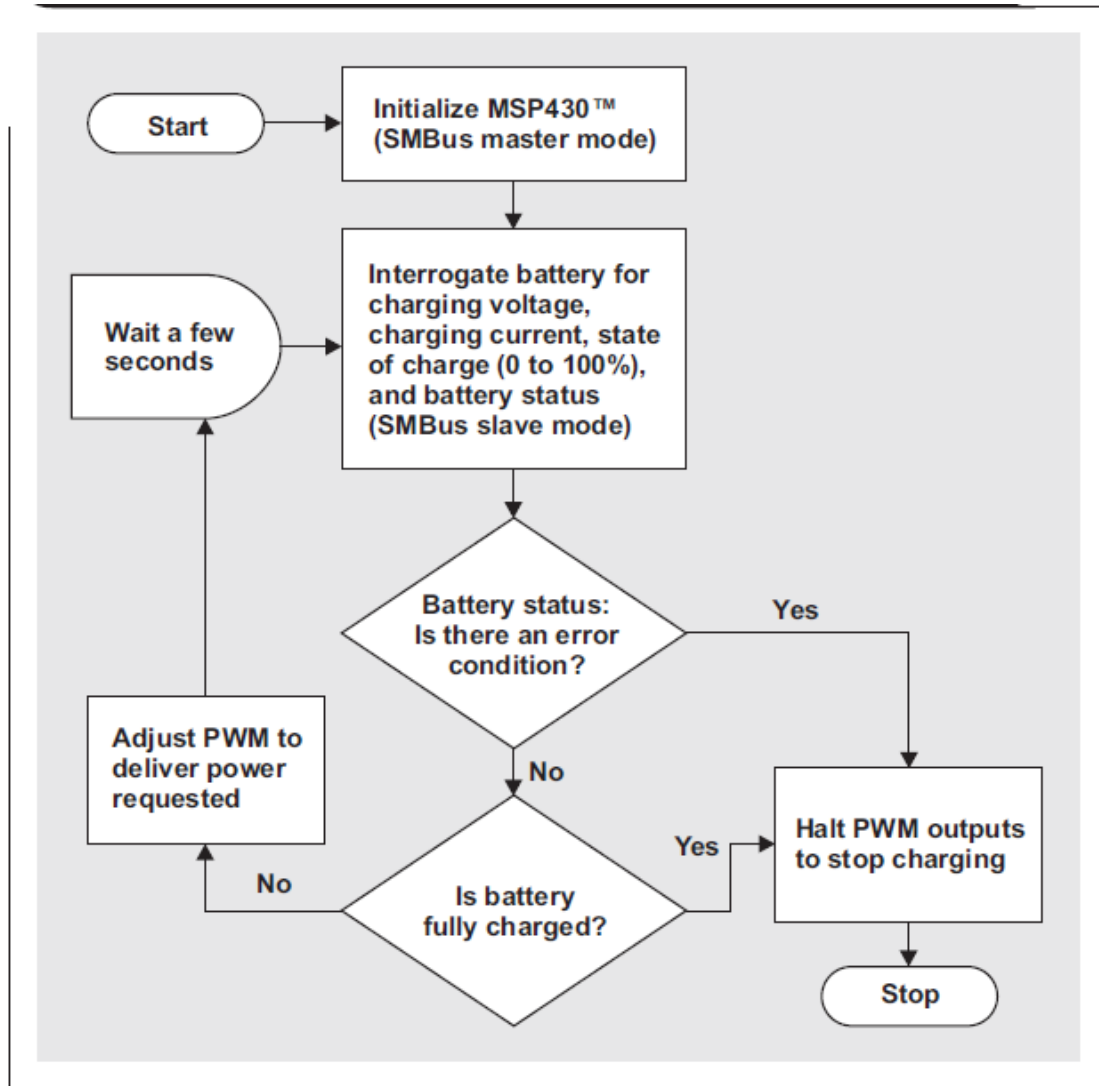 Start
Initialize MSP430™
(SMBus master mode)
Interrogate battery for
charging voltage,
charging current, state
of charge (0 to 100%),
and battery status
(SMBus slave mode)
Wait a few
seconds
Battery status:
Is there an error
condition?
Yes
No
Adjust PWM to
deliver power
requested
Is battery
fully charged?
No
Yes
Halt PWM outputs
to stop charging
Stop